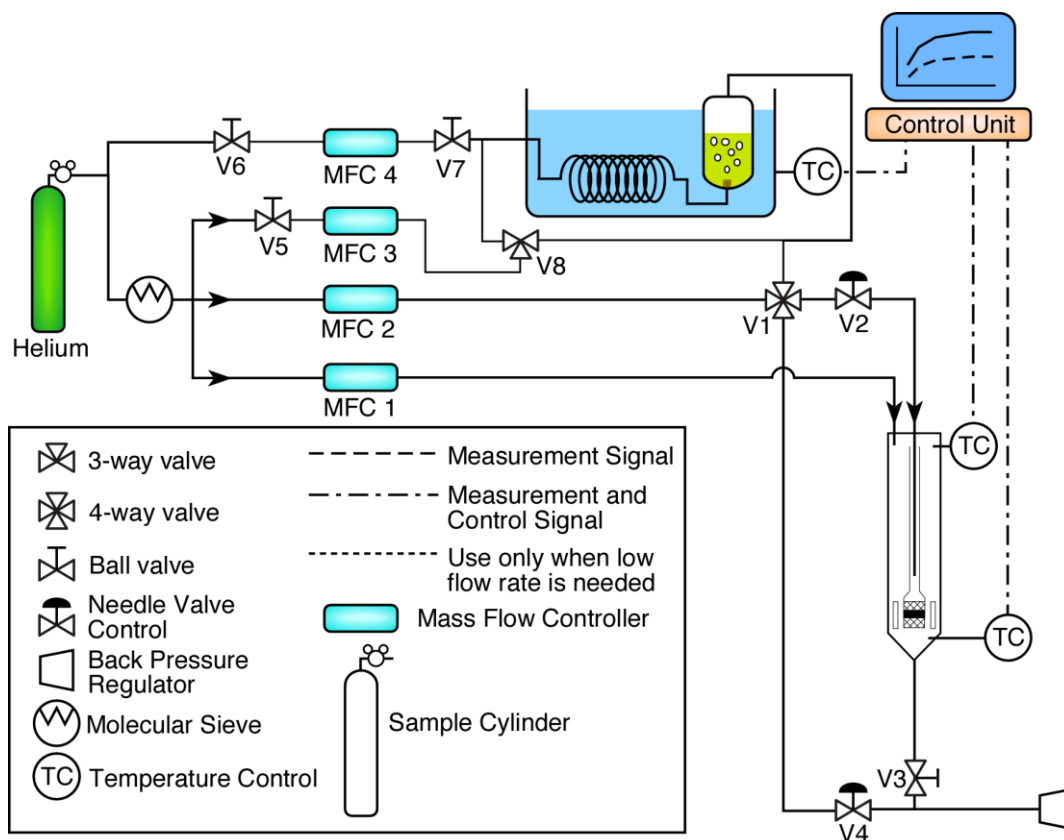 Control Unit
V6
MFC 4
V7
TC
V5
MFC 3
V8
Helium
MFC 2
V1
V2
MFC 1
TC
3-way valve
4-way valve
Ball valve
Needle Valve
Control
Back Pressure
Regulator
Molecular Sieve
TC
Temperature Control
Measurement Signal
Measurement and
Control Signal
Use only when low
flow rate is needed
Mass Flow Controller
Sample Cylinder
TC
V3
V4